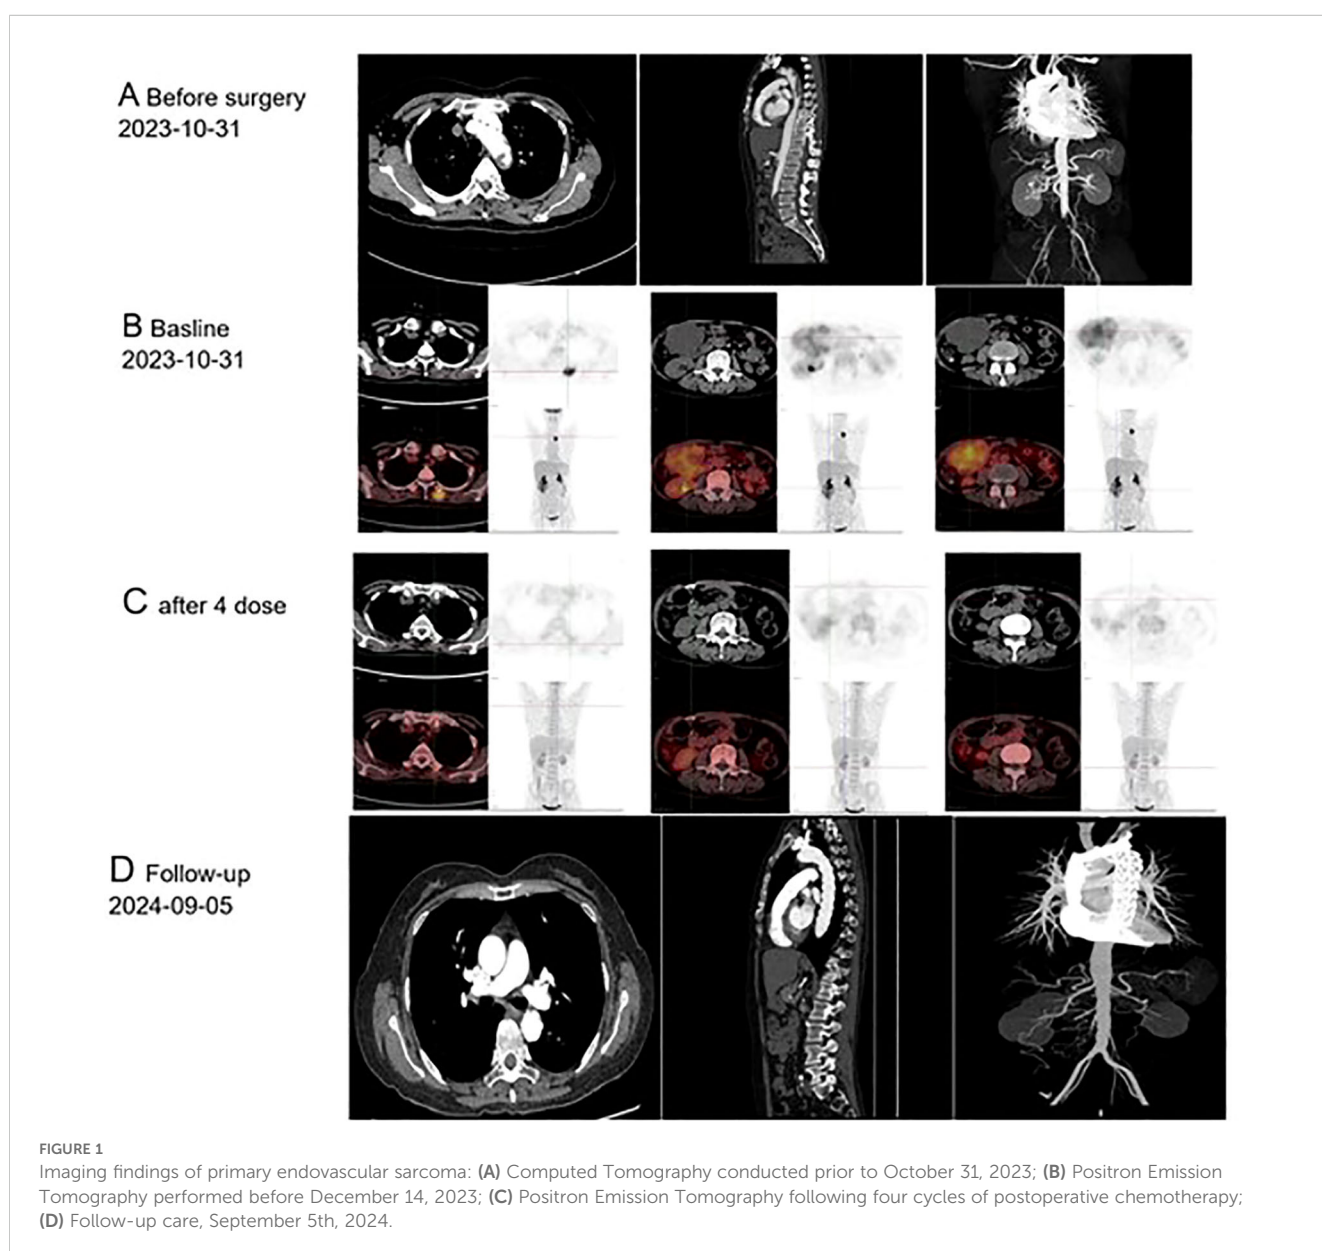 A Before surgery
2023-10-31
B Basline
2023-10-31
C after 4 dose
D Follow-up
2024-09-05
FIGURE 1
Imaging findings of primary endovascular sarcoma: (A) Computed Tomography conducted prior to October 31, 2023; (B) Positron Emission
Tomography performed before December 14, 2023; (C) Positron Emission Tomography following four cycles of postoperative chemotherapy;
(D) Follow-up care, September 5th, 2024.